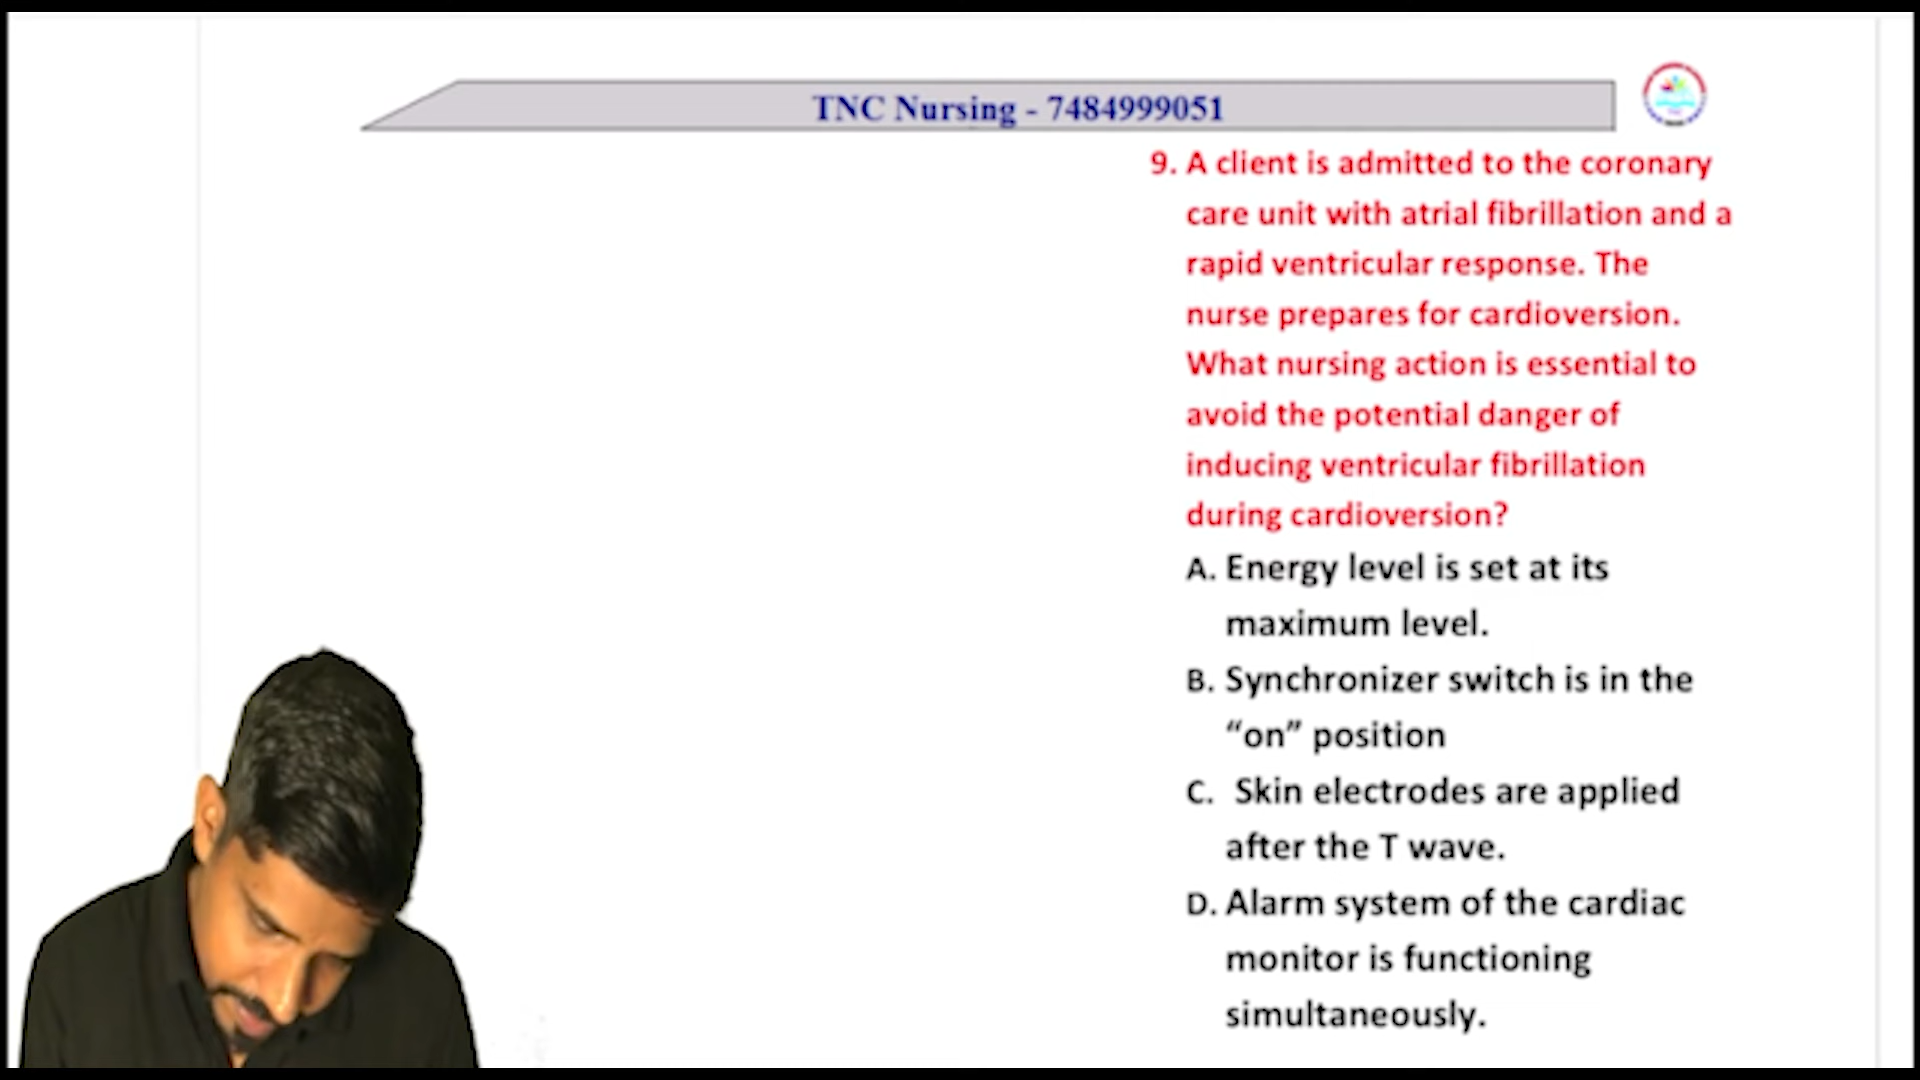 TNC Nursing - 7484999051
9. A client is admitted to the coronary
care unit with atrial fibrillation and a
rapid ventricular response. The
nurse prepares for cardioversion.
What nursing action is essential to
avoid the potential danger of
inducing ventricular fibrillation
during cardioversion?
A. Energy level is set at its
maximum level.
B. Synchronizer switch is in the
“on” position
C. Skin electrodes are applied
after the T wave.
D. Alarm system of the cardiac
monitor is functioning
simultaneously.